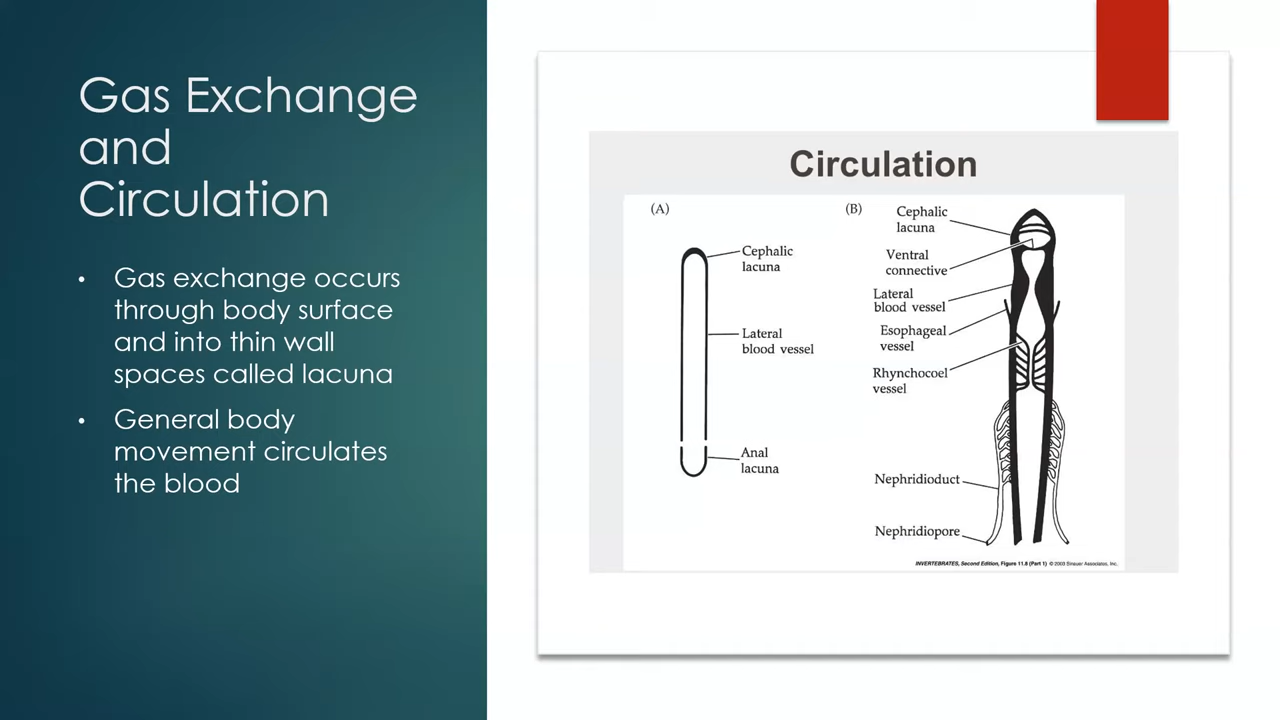 Gas Exchange
and
Circulation
• Gas exchange occurs
through body surface
and into thin wall
spaces called lacuna
• General body
movement circulates
the blood
Circulation
(A)
Cephalic
lacuna
Lateral
blood vessel
Anal
lacuna
(B)
Cephalic
lacuna
Ventral
connective
Lateral
blood vessel
Esophageal
vessel
Rhynchocoel
vessel
Nephridioduct
Nephridiopore
INVERTEBRATES, Second Edition, Figure 11.8 (Part 1) © 2003 Sinauer Associates, Inc.